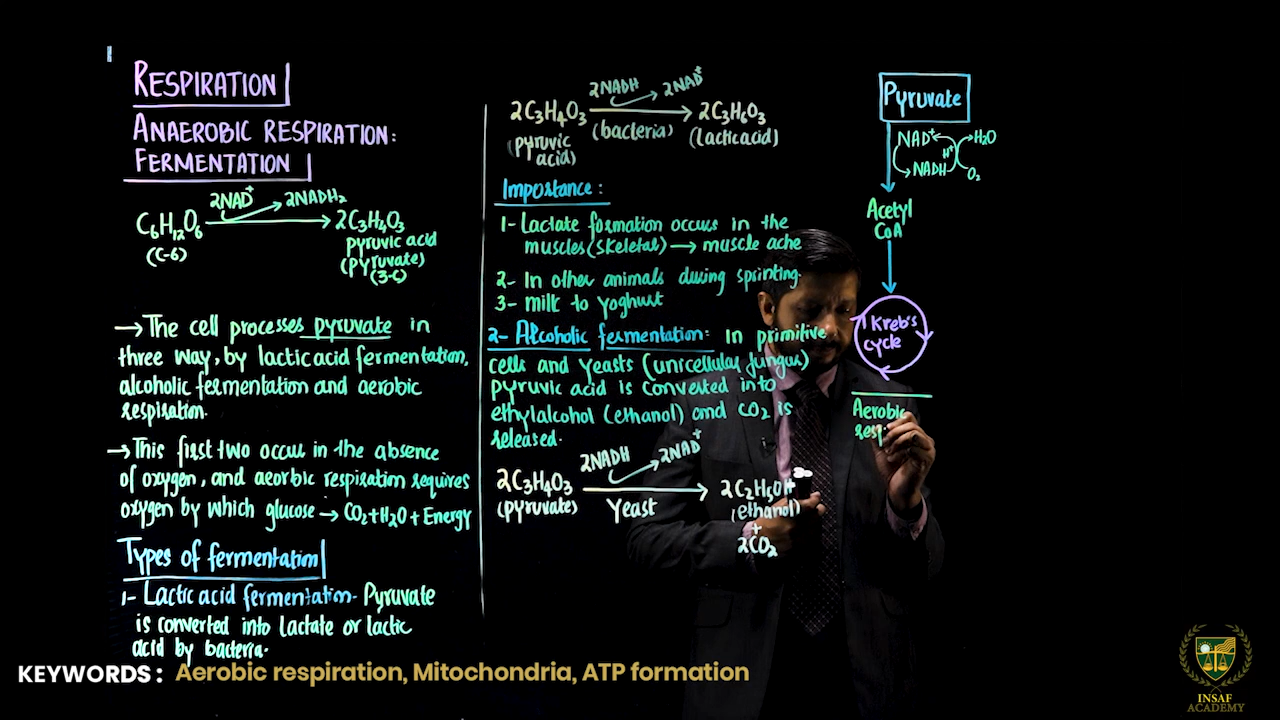 RESPIRATION
ANAEROBIC RESPIRATION:
FERMENTATION
2NAD⁺ 2NADH₂
C₆H₁₂O₆ 2C₃H₄O₃
(C-6)
pyruvic acid
(pyruvate)
(3-C)
→ The cell processes pyruvate in
three way, by lactic acid fermentation,
alcoholic fermentation and aerobic
respiration.
→ This first two occur in the absence
of oxygen, and aeorbic respiration requires
oxygen by which glucose → CO₂+H₂O+Energy
Types of fermentation
1- Lactic acid fermentation- Pyruvate
is converted into Lactate or lactic
acid by bacteria.
2NADH 2NAD⁺
2C₃H₄O₃ 2C₃H₆O₃
(pyruvic acid) (bacteria) (lactic acid)
Importance:
1- Lactate formation occurs in the
muscles (skeletal) → muscle ache
2- In other animals during sprinting.
3- milk to yoghurt
2- Alcoholic fermentation: In primitive
cells and yeasts (unicellular fungus)
pyruvic acid is converted into
ethylalcohol (ethanol) and CO₂ is
released.
2NADH 2NAD⁺
2C₃H₄O₃ 2C₂H₅OH
(pyruvate) Yeast (ethanol)
+
2CO₂
Pyruvate
NAD⁺ H₂O
H⁺
NADH O₂
Acetyl
CoA
Kreb's
cycle
Aerobic
resp
KEYWORDS : Aerobic respiration, Mitochondria, ATP formation
INSAF
ACADEMY